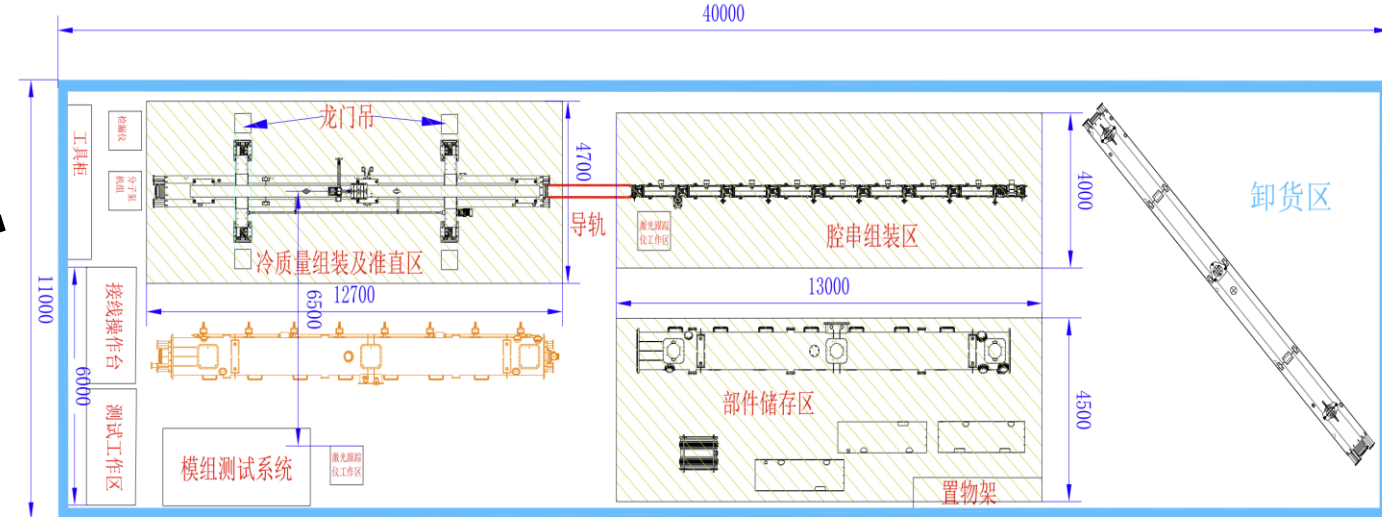 40000
龙门吊
工具柜
检漏仪
分子泵
机组
4700
4000
卸货区
导轨
激光跟踪
仪工作区
腔串组装区
冷质量组装及准直区
11000
12700
6500
13000
接线操作台
6000
测试工作区
部件储存区
4500
模组测试系统
激光跟踪
仪工作区
置物架